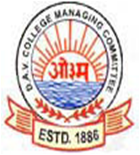 D.A.V. COLLEGE MANAGING COMMITTEE
ओ३म्
ESTD. 1886